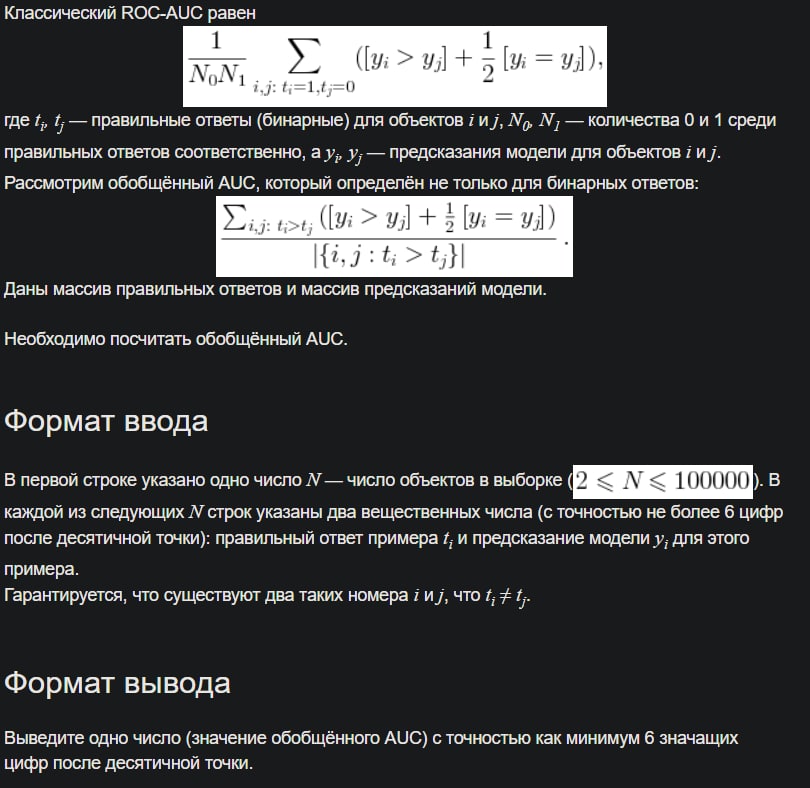 Классический ROC-AUC равен
\frac{1}{N_0 N_1} \sum_{i,j: t_i=1, t_j=0} ([y_i > y_j] + \frac{1}{2} [y_i = y_j]),
где t_i, t_j — правильные ответы (бинарные) для объектов i и j, N_0, N_1 — количества 0 и 1 среди
правильных ответов соответственно, а y_i, y_j — предсказания модели для объектов i и j.
Рассмотрим обобщённый AUC, который определён не только для бинарных ответов:
\frac{\sum_{i,j: t_i > t_j} ([y_i > y_j] + \frac{1}{2} [y_i = y_j])}{|\{i, j : t_i > t_j\}|}.
Даны массив правильных ответов и массив предсказаний модели.
Необходимо посчитать обобщённый AUC.
Формат ввода
В первой строке указано одно число N — число объектов в выборке (2 ⩽ N ⩽ 100000). В
каждой из следующих N строк указаны два вещественных числа (с точностью не более 6 цифр
после десятичной точки): правильный ответ примера t_i и предсказание модели y_i для этого
примера.
Гарантируется, что существуют два таких номера i и j, что t_i ≠ t_j.
Формат вывода
Выведите одно число (значение обобщённого AUC) с точностью как минимум 6 значащих
цифр после десятичной точки.